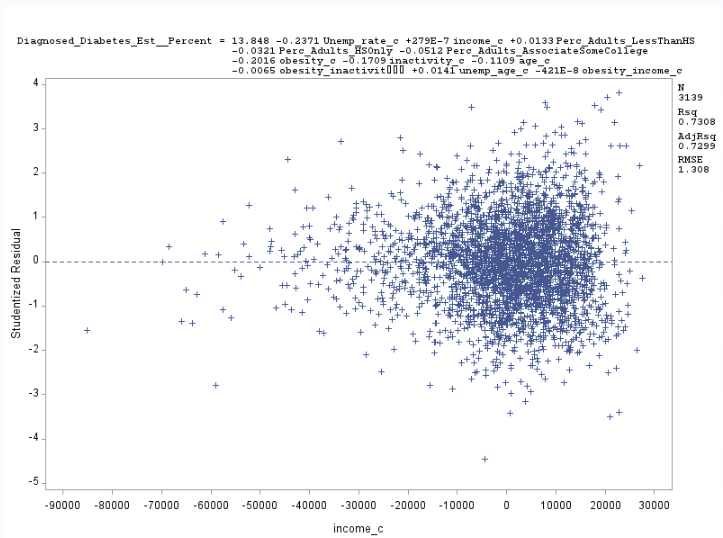 Diagnosed_Diabetes_Est__Percent = 13.848 -0.2371 Unemp_rate_c +279E-7 income_c +0.0133 Perc_Adults_LessThanHS
-0.0321 Perc_Adults_HSOnly -0.0512 Perc_Adults_AssociateSomeCollege
-0.2016 obesity_c -0.1709 inactivity_c -0.1109 age_c
-0.0065 obesity_inactivit▯▯▯ +0.0141 unemp_age_c -421E-8 obesity_income_c
N
3139
Rsq
0.7308
AdjRsq
0.7299
RMSE
1.308
4
3
2
1
0
-1
-2
-3
-4
-5
Studentized Residual
-90000 -80000 -70000 -60000 -50000 -40000 -30000 -20000 -10000 0 10000 20000 30000
income_c